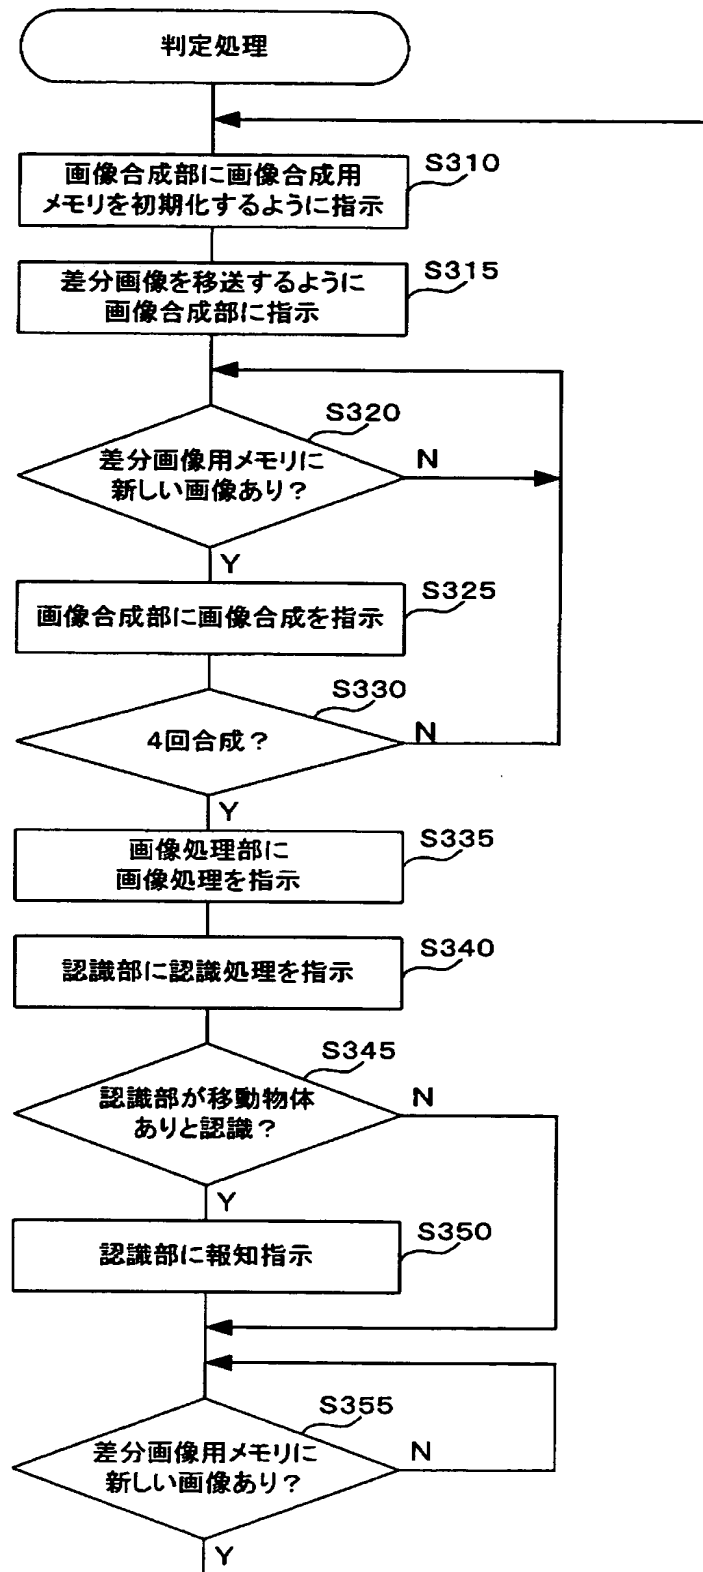 判定処理
S310
画像合成部に画像合成用
メモリを初期化するように指示
S315
差分画像を移送するように
画像合成部に指示
S320
差分画像用メモリに
新しい画像あり？
N
Y
S325
画像合成部に画像合成を指示
S330
4回合成？
N
Y
S335
画像処理部に
画像処理を指示
S340
認識部に認識処理を指示
S345
認識部が移動物体
ありと認識？
N
Y
S350
認識部に報知指示
S355
差分画像用メモリに
新しい画像あり？
N
Y